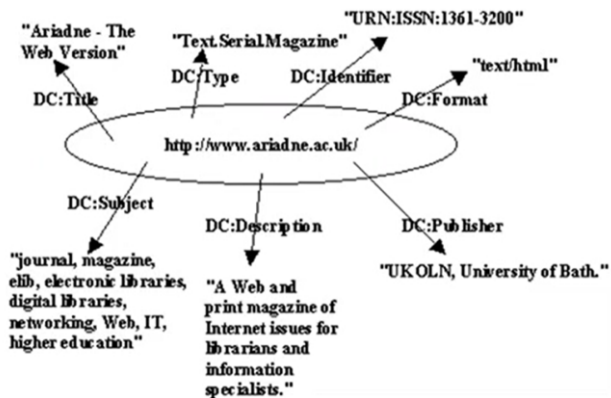 "Ariadne - The
Web Version"
"Text.Serial.Magazine"
"URN:ISSN:1361-3200"
"text/html"
DC:Title
DC:Type
DC:Identifier
DC:Format
http://www.ariadne.ac.uk/
DC:Subject
DC:Description
DC:Publisher
"journal, magazine,
elib, electronic libraries,
digital libraries,
networking, Web, IT,
higher education"
"A Web and
print magazine of
Internet issues for
librarians and
information
specialists."
"UKOLN, University of Bath."